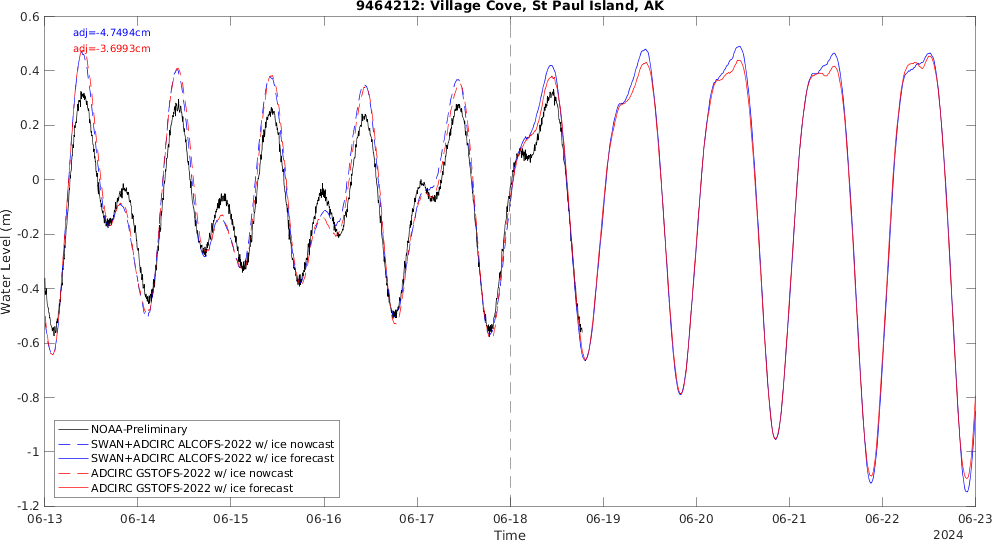 9464212: Village Cove, St Paul Island, AK
adj=-4.7494cm
adj=-3.6993cm
0.6
0.4
0.2
0
-0.2
-0.4
-0.6
-0.8
-1
-1.2
Water Level (m)
NOAA-Preliminary
SWAN+ADCIRC ALCOFS-2022 w/ ice nowcast
SWAN+ADCIRC ALCOFS-2022 w/ ice forecast
ADCIRC GSTOFS-2022 w/ ice nowcast
ADCIRC GSTOFS-2022 w/ ice forecast
06-13 06-14 06-15 06-16 06-17 06-18 06-19 06-20 06-21 06-22 06-23
Time
2024